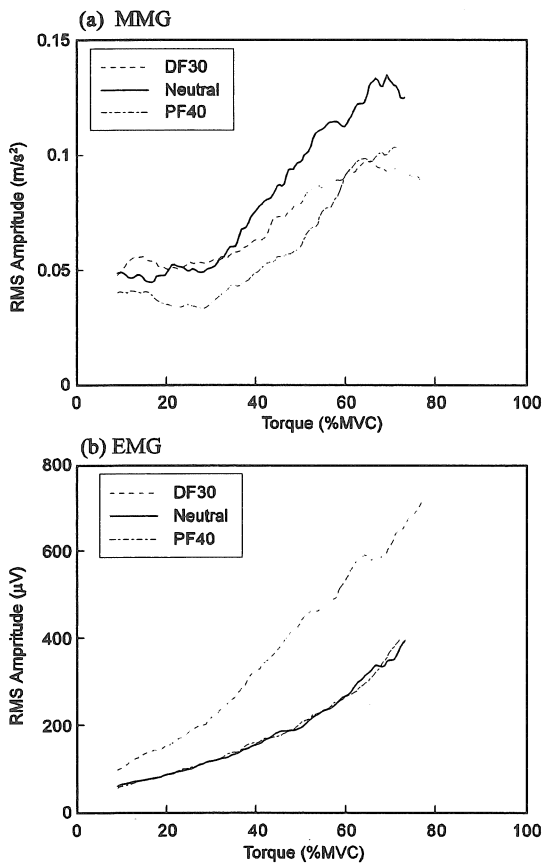 (a) MMG
0.15
DF30
Neutral
PF40
0.1
RMS Ampritude (m/s²)
0.05
0
0 20 40 60 80 100
Torque (%MVC)
(b) EMG
800
DF30
Neutral
PF40
600
RMS Ampritude (µV)
400
200
0
0 20 40 60 80 100
Torque (%MVC)